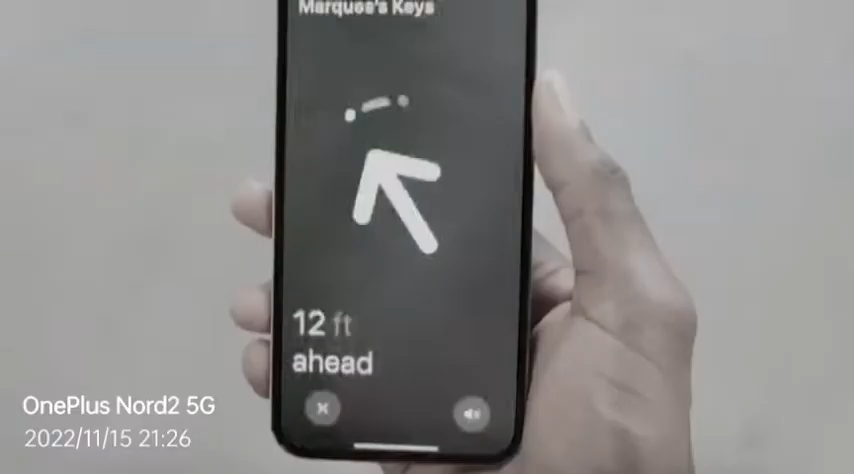 Marques's Keys
12 ft
ahead
OnePlus Nord2 5G
2022/11/15 21:26